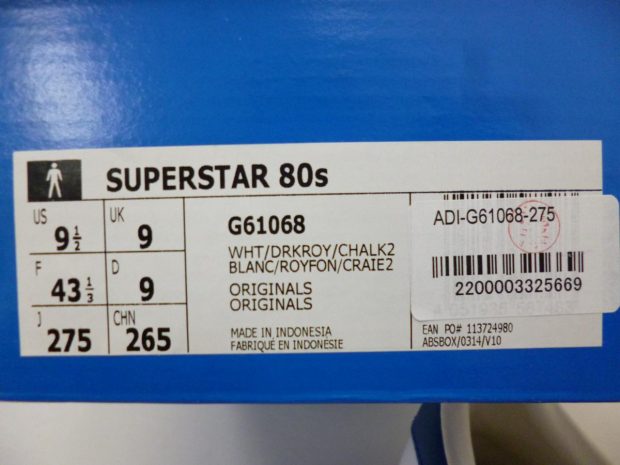 SUPERSTAR 80s
US 9 1/2 UK 9
F 43 1/3 D 9
J 275 CHN 265
G61068
WHT/DRKROY/CHALK2
BLANC/ROYFON/CRAIE2
ORIGINALS
ORIGINALS
MADE IN INDONESIA
FABRIQUÉ EN INDONESIE
ADI-G61068-275
2200003325669
EAN PO# 113724980
ABSBOX/0314/V10